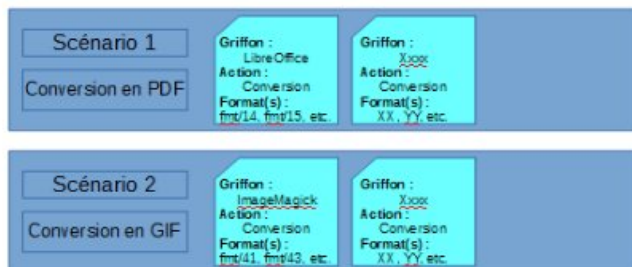 Scénario 1
Conversion en PDF
Griffon :
LibreOffice
Action :
Conversion
Format(s) :
fmt/14, fmt/15, etc.
Griffon :
Xxxx
Action :
Conversion
Format(s) :
XX, YY, etc.
Scénario 2
Conversion en GIF
Griffon :
ImageMagick
Action :
Conversion
Format(s) :
fmt/41, fmt/43, etc.
Griffon :
Xxxx
Action :
Conversion
Format(s) :
XX, YY, etc.